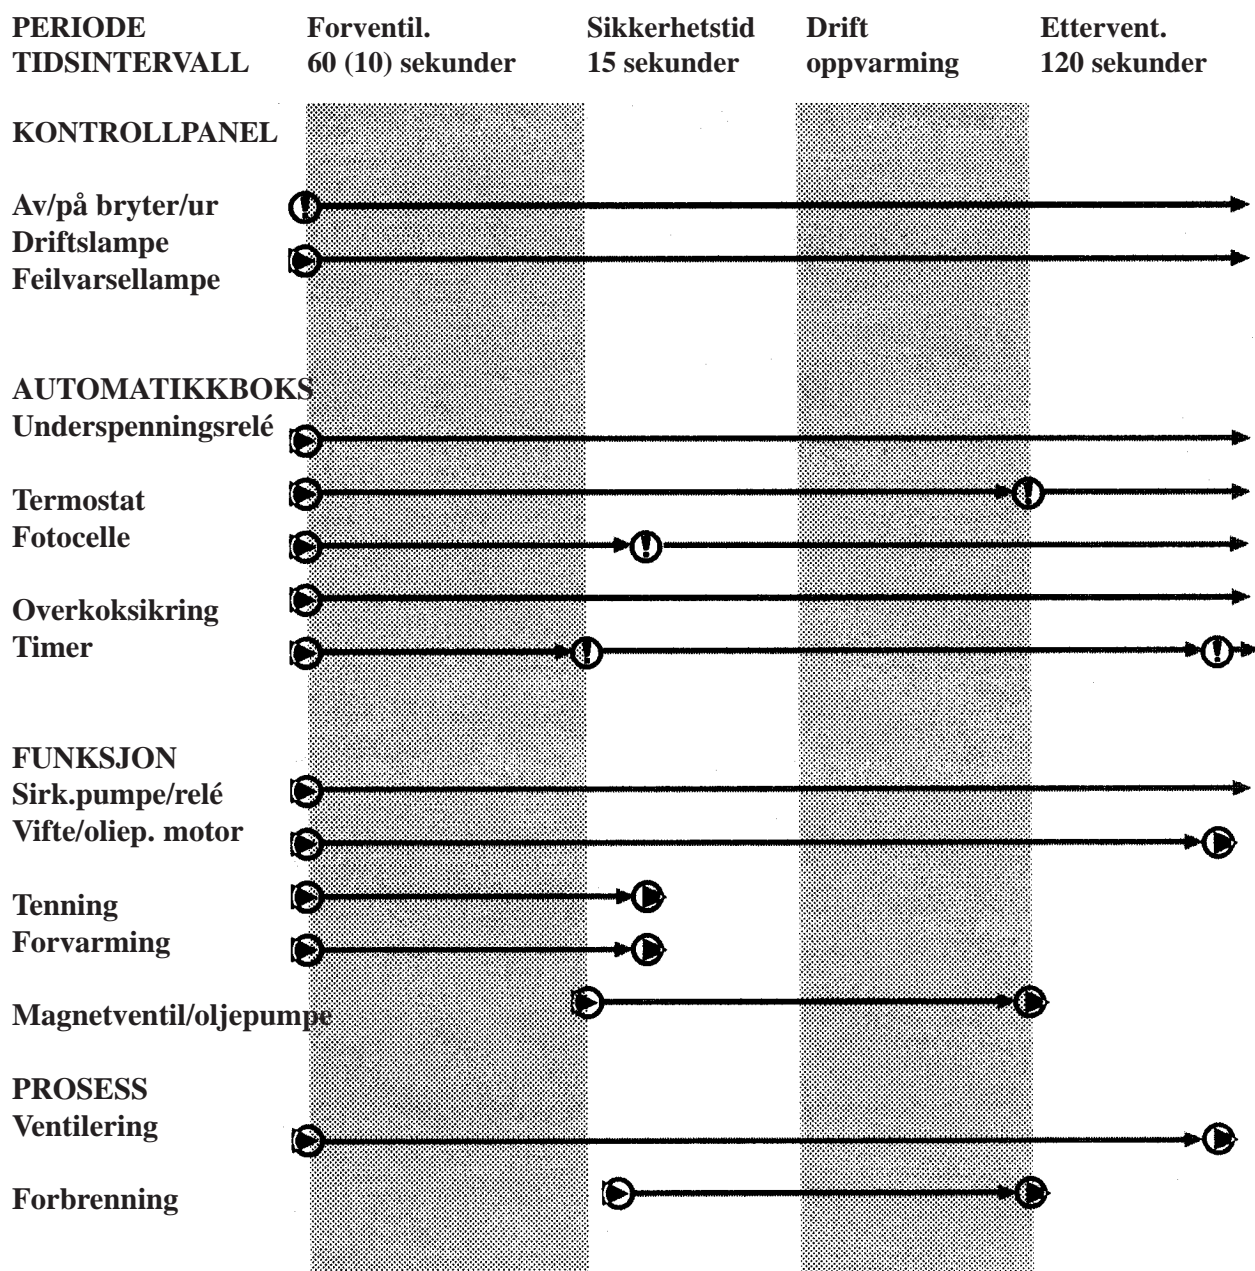 PERIODE Forventil. Sikkerhetstid Drift Ettervent.
TIDSINTERVALL 60 (10) sekunder 15 sekunder oppvarming 120 sekunder
KONTROLLPANEL
Av/på bryter/ur
Driftslampe
Feilvarsellampe
AUTOMATIKKBOKS
Underspenningsrelé
Termostat
Fotocelle
Overkoksikring
Timer
FUNKSJON
Sirk.pumpe/relé
Vifte/oliep. motor
Tenning
Forvarming
Magnetventil/oljepumpe
PROSESS
Ventilering
Forbrenning